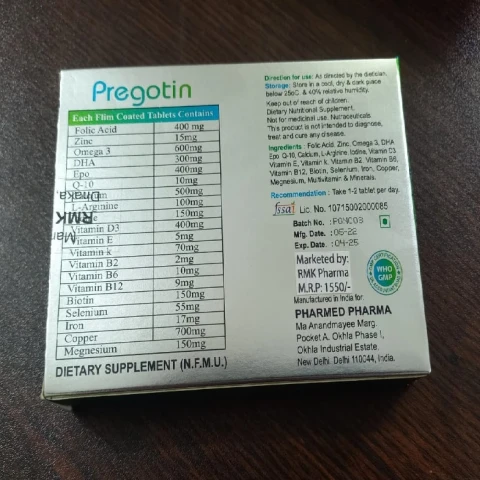 Pregotin
Each Flim Coated Tablets Contains
Folic Acid 400 mg
Zinc 15mg
Omega 3 600mg
DHA 300mg
Epo 400mg
Q-10 10mg
500mg
L-Arginine 100mg
150mg
Vitamin D3 400mg
Vitamin E 5mg
Vitamin k 70mg
Vitamin B2 2mg
Vitamin B6 10mg
Vitamin B12 9mg
Biotin 150mg
Selenium 55mg
Iron 17mg
Copper 700mg
Megnesium 150mg
RMK
Dhaka.
DIETARY SUPPLEMENT (N.F.M.U.)
Direction for use: As directed by the dietician.
Storage: Store in a cool, dry & dark place
below 25oC. & 40% relative humidity.
Keep out of reach of children.
Dietary Nutritional Supplement,
Not for medicinal use. Nutraceuticals
This product is not intended to diagnose,
treat and cure any disease.
Ingredients: Folic Acid, Zinc, Omega 3, DHA
Epo Q-10, Calcium, L-Arginine, Iodine, Vitamin D3
Vitamin E, Vitamin k, Vitamin B2, Vitamin B6,
Vitamin B12, Biotin, Selenium, Iron, Copper,
Megnesium, Multivitamin & Minerals.
Recommendation : Take 1-2 tablet per day.
fssai Lic. No. 10715002000085
Batch No. :PGNC03
Mfg. Date. :05-22
Exp. Date. :04-25
Marketed by:
RMK Pharma
M.R.P: 1550/-
WHO
GMP
Manufactured in India for
PHARMED PHARMA
Ma Anandmayee Marg.
Pocket A, Okhla Phase I,
Okhla Industrial Estate,
New Delhi, Delhi 110044, India.